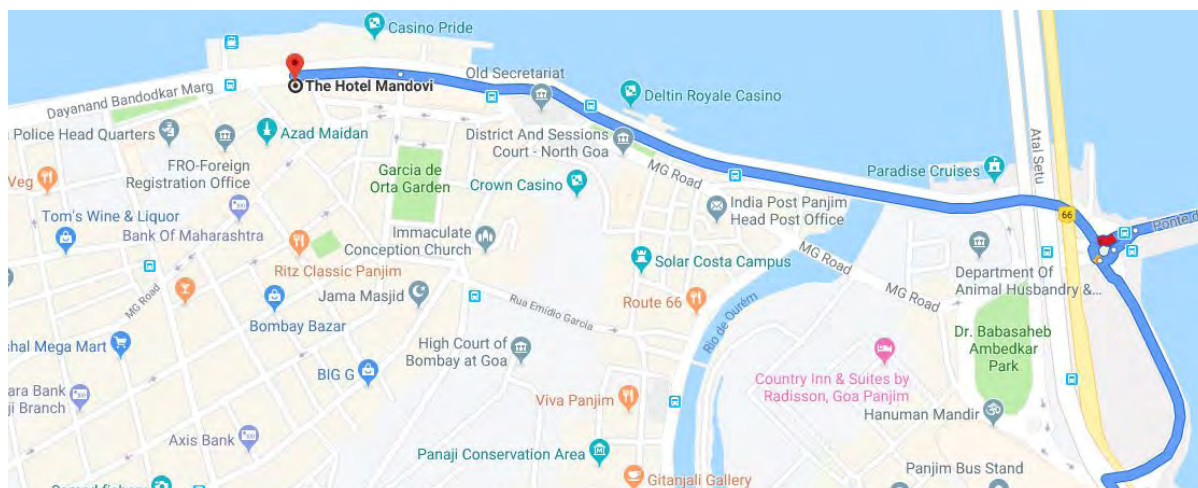 Casino Pride
Old Secretariat
The Hotel Mandovi
Dayanand Bandodkar Marg
Deltin Royale Casino
Police Head Quarters
Azad Maidan
District And Sessions
Court - North Goa
Atal Setu
FRO-Foreign
Registration Office
Garcia de
Orta Garden
MG Road
Paradise Cruises
Veg
Crown Casino
India Post Panjim
Head Post Office
66
Ponte d
Tom's Wine & Liquor
Bank Of Maharashtra
Immaculate
Conception Church
Ritz Classic Panjim
Solar Costa Campus
MG Road
Department Of
Animal Husbandry &...
Jama Masjid
MG Road
Rua Emidio Garcia
Route 66
Rio de Ourém
MG Road
Bombay Bazar
shal Mega Mart
High Court of
Bombay at Goa
Dr. Babasaheb
Ambedkar
Park
BIG G
Country Inn & Suites by
Radisson, Goa Panjim
ara Bank
ji Branch
Viva Panjim
Hanuman Mandir
Axis Bank
Panaji Conservation Area
Panjim Bus Stand
Gitanjali Gallery